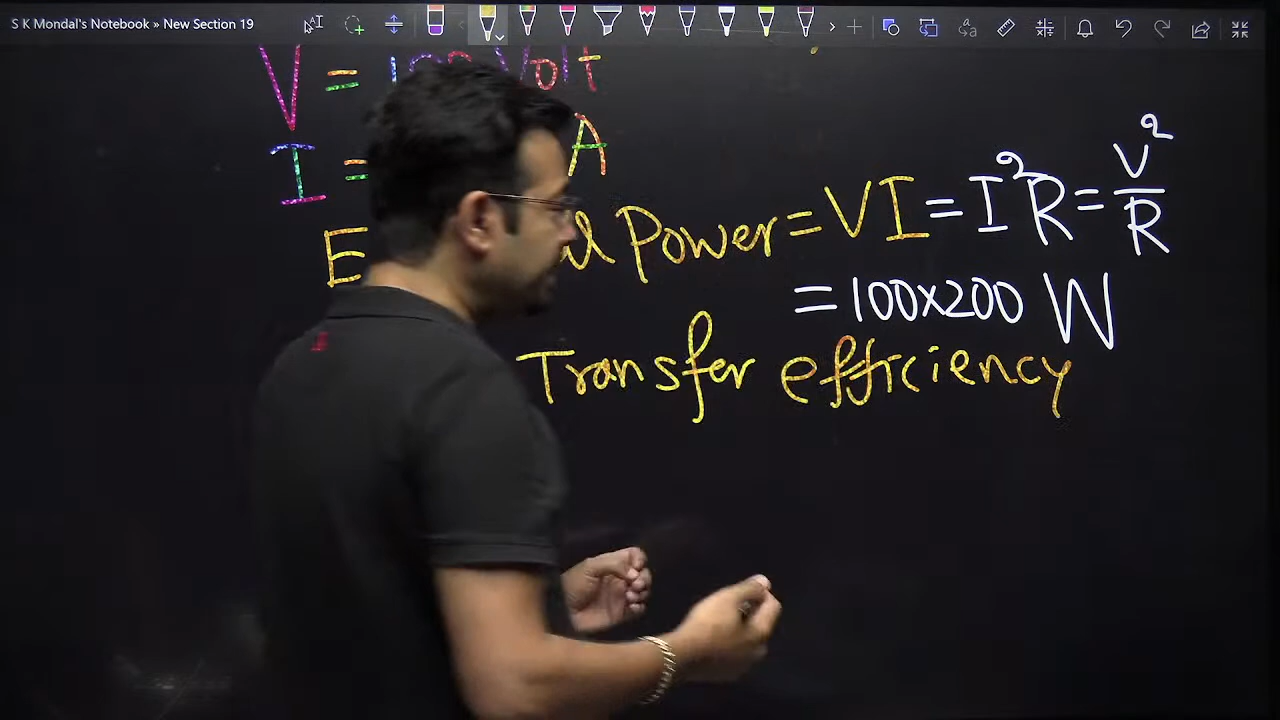 S K Mondal's Notebook » New Section 19
V = Volt
I = A
Power = VI = I²R = V²/R
= 100x200 W
Transfer efficiency